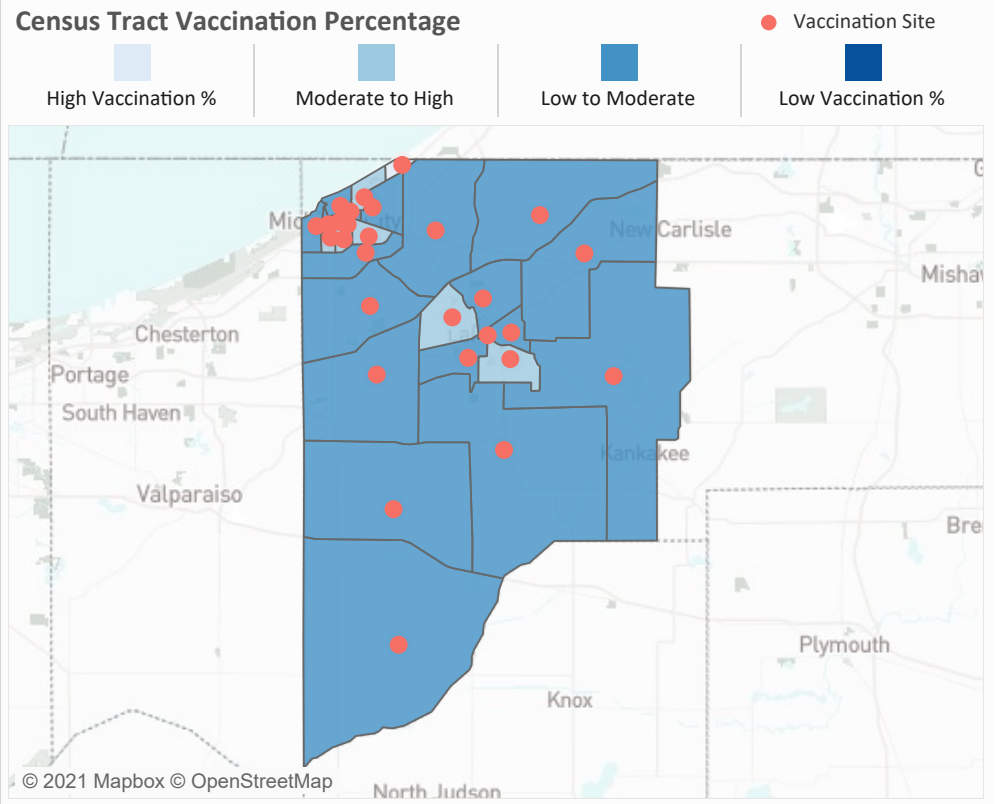 Census Tract Vaccination Percentage
Vaccination Site
High Vaccination %
Moderate to High
Low to Moderate
Low Vaccination %
New Carlisle
Chesterton
Portage
South Haven
Kankakee
Valparaiso
Plymouth
Knox
© 2021 Mapbox © OpenStreetMap
North Judson